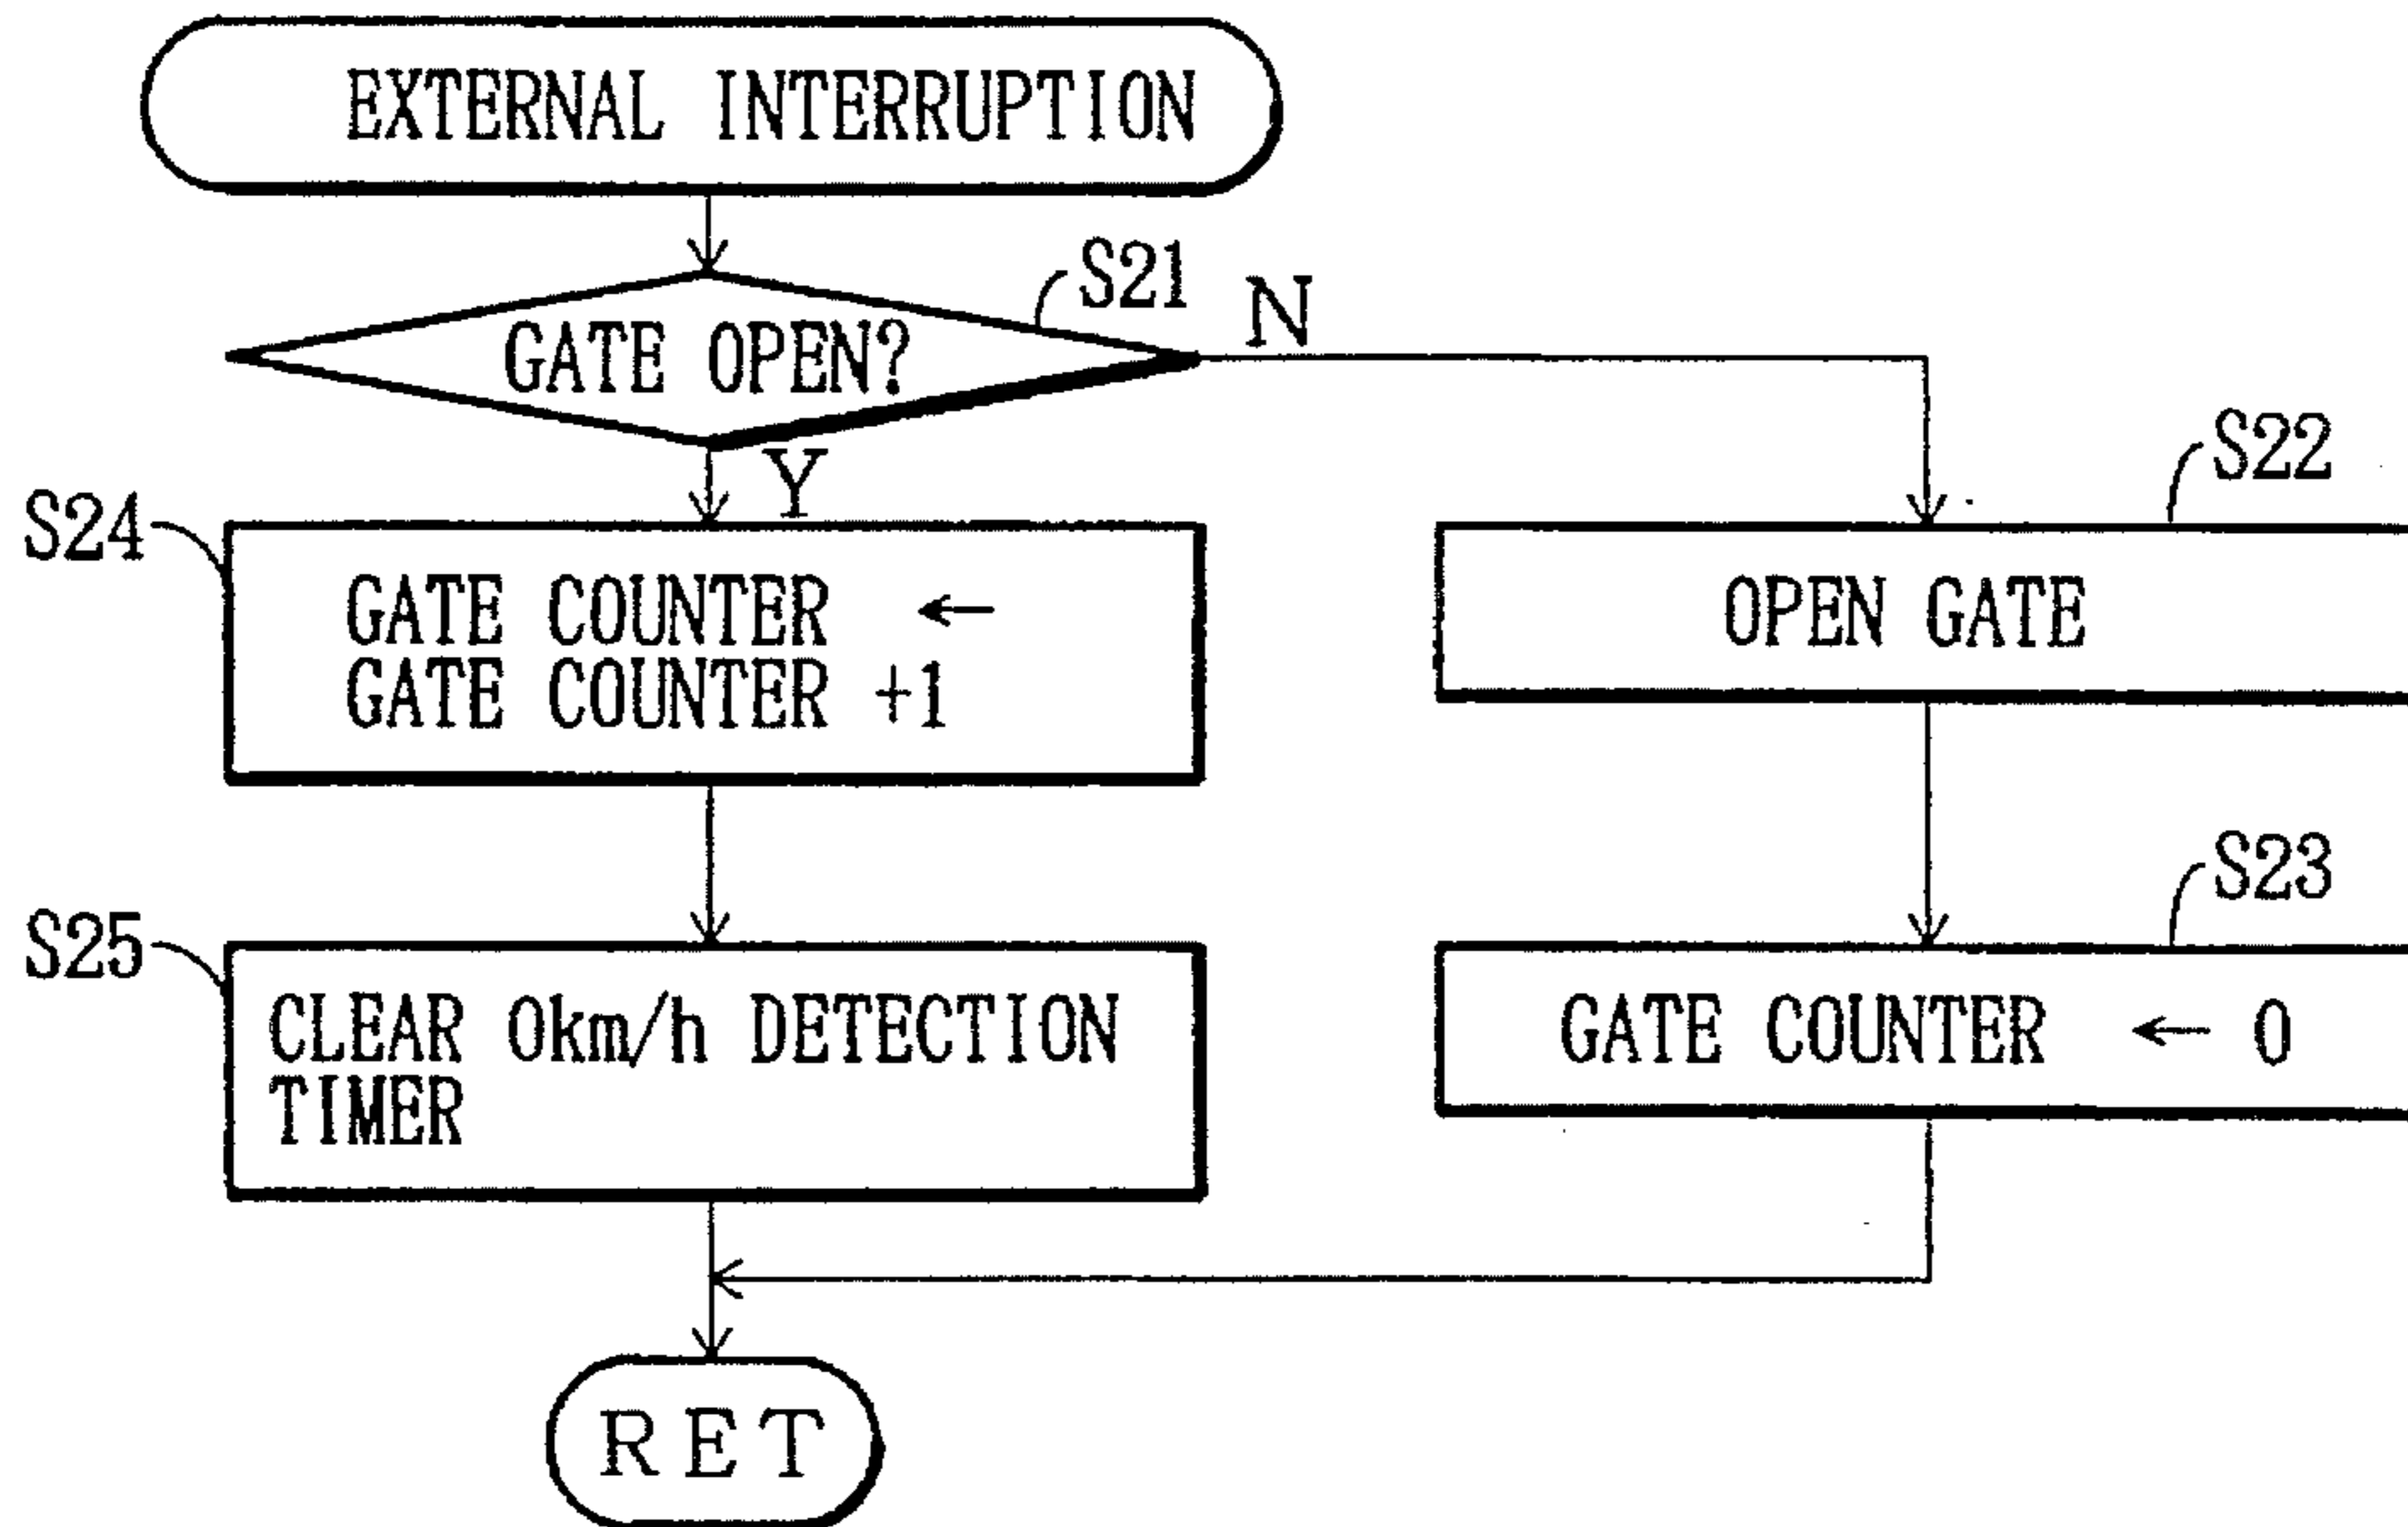 EXTERNAL INTERRUPTION
S21
N
GATE OPEN?
Y
S22
S24
GATE COUNTER ←
GATE COUNTER +1
OPEN GATE
S23
S25
CLEAR 0km/h DETECTION
TIMER
GATE COUNTER ← 0
RET